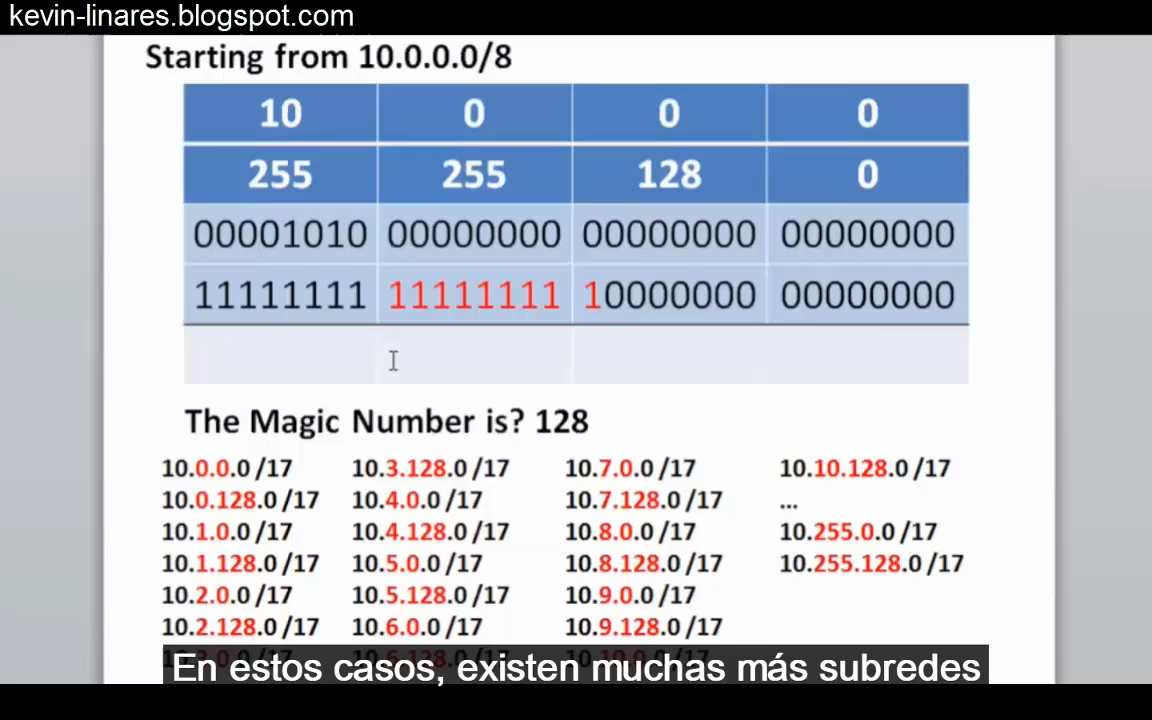 kevin-linares.blogspot.com
Starting from 10.0.0.0/8
10 0 0 0
255 255 128 0
00001010 00000000 00000000 00000000
11111111 11111111 10000000 00000000
The Magic Number is? 128
10.0.0.0 /17 10.3.128.0 /17 10.7.0.0 /17 10.10.128.0 /17
10.0.128.0 /17 10.4.0.0 /17 10.7.128.0 /17 ...
10.1.0.0 /17 10.4.128.0 /17 10.8.0.0 /17 10.255.0.0 /17
10.1.128.0 /17 10.5.0.0 /17 10.8.128.0 /17 10.255.128.0 /17
10.2.0.0 /17 10.5.128.0 /17 10.9.0.0 /17
10.2.128.0 /17 10.6.0.0 /17 10.9.128.0 /17
En estos casos, existen muchas más subredes